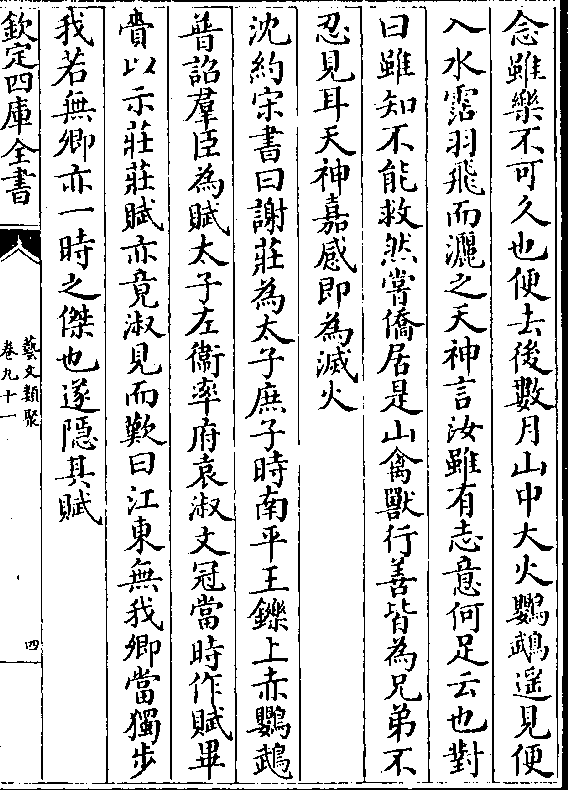 念雖樂不可久也便去後數月山中大火鸚鵡遥見便
入水霑羽飛而灑之天神言汝雖有志意何足云也對
曰雖知不能救然嘗僑居是山禽獸行善皆為兄弟不
忍見耳天神嘉感即為滅火
沈約宋書曰謝莊為太子庶子時南平王鑠上赤鸚鵡
普詔羣臣為賦太子左衞率府袁淑文冠當時作賦畢
賷以示莊莊賦亦竟淑見而歎曰江東無我卿當獨步
我若無卿亦一時之傑也遂隱其賦
欽定四庫全書
藝文類聚
卷九十一
四